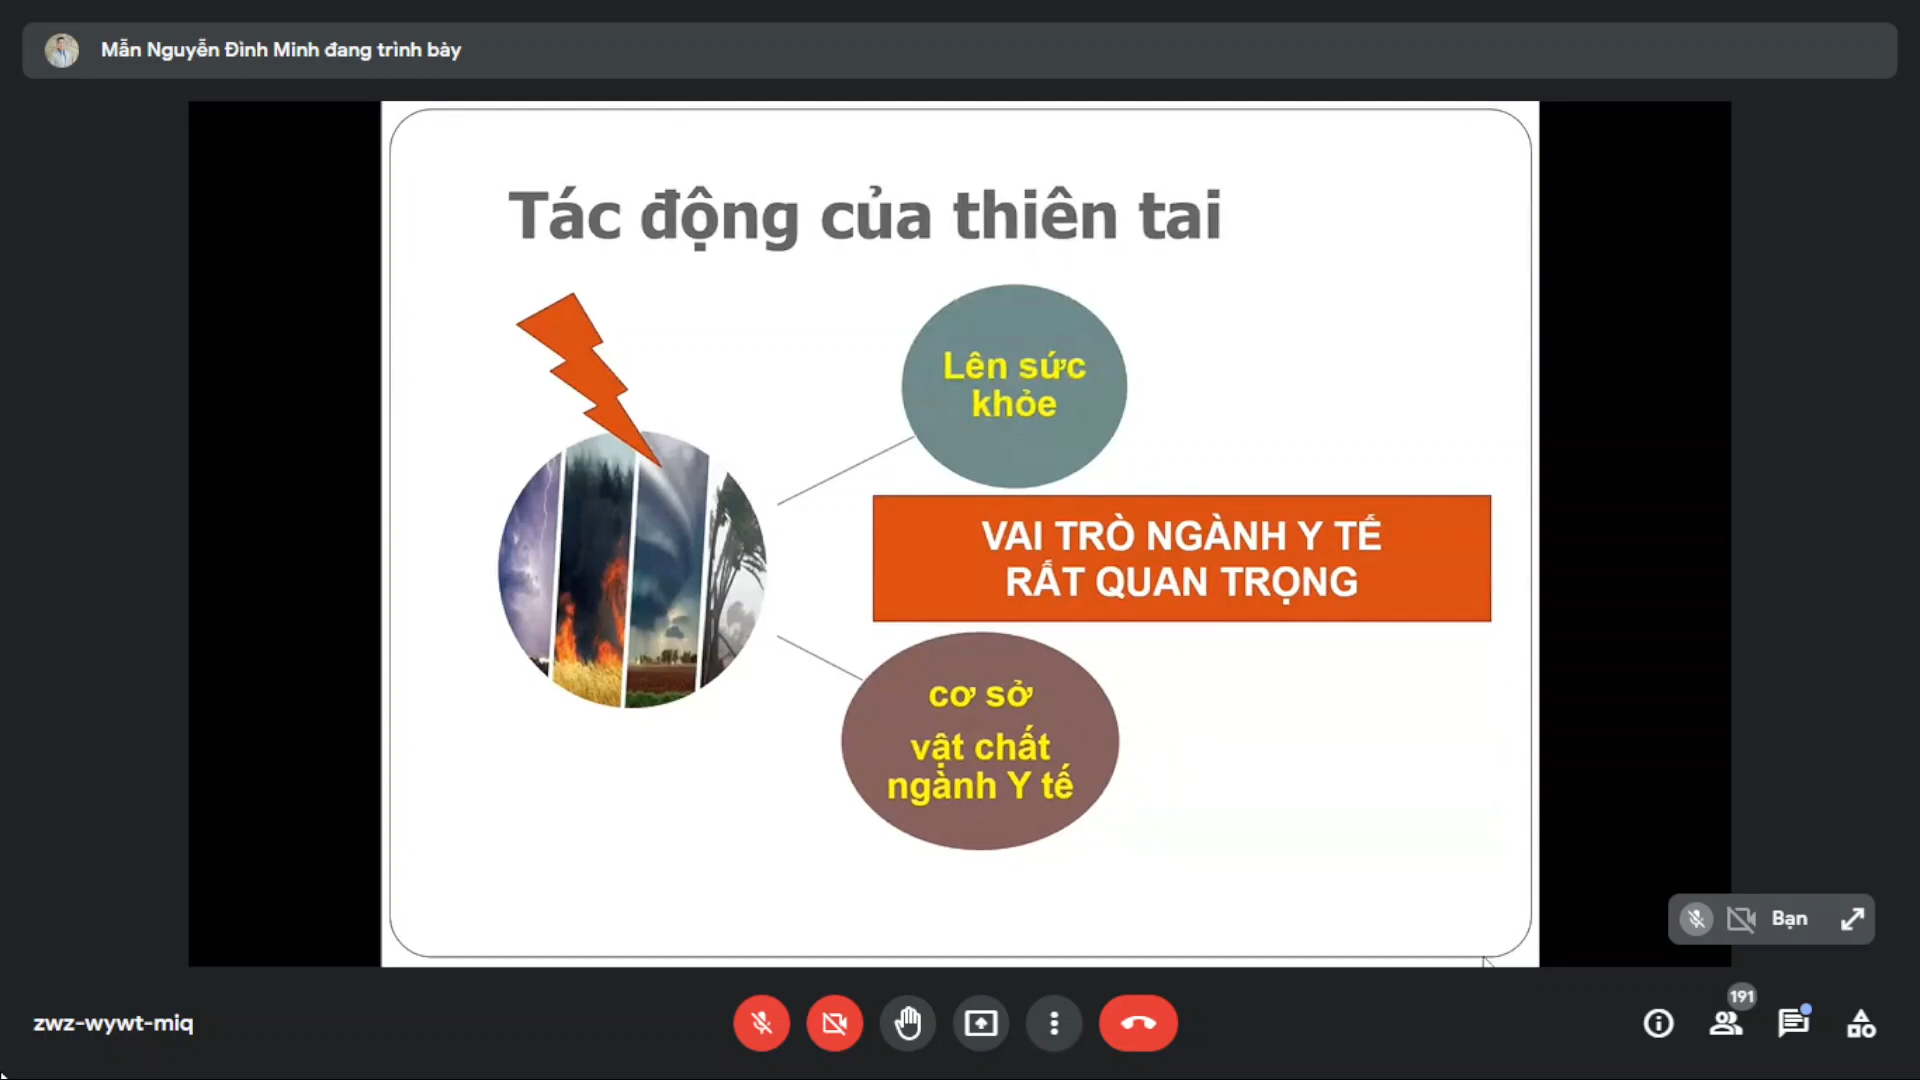 Mẫn Nguyễn Đình Minh đang trình bày
Tác động của thiên tai
Lên sức
khỏe
VAI TRÒ NGÀNH Y TẾ
RẤT QUAN TRỌNG
cơ sở
vật chất
ngành Y tế
Bạn
zwz-wywt-miq
191